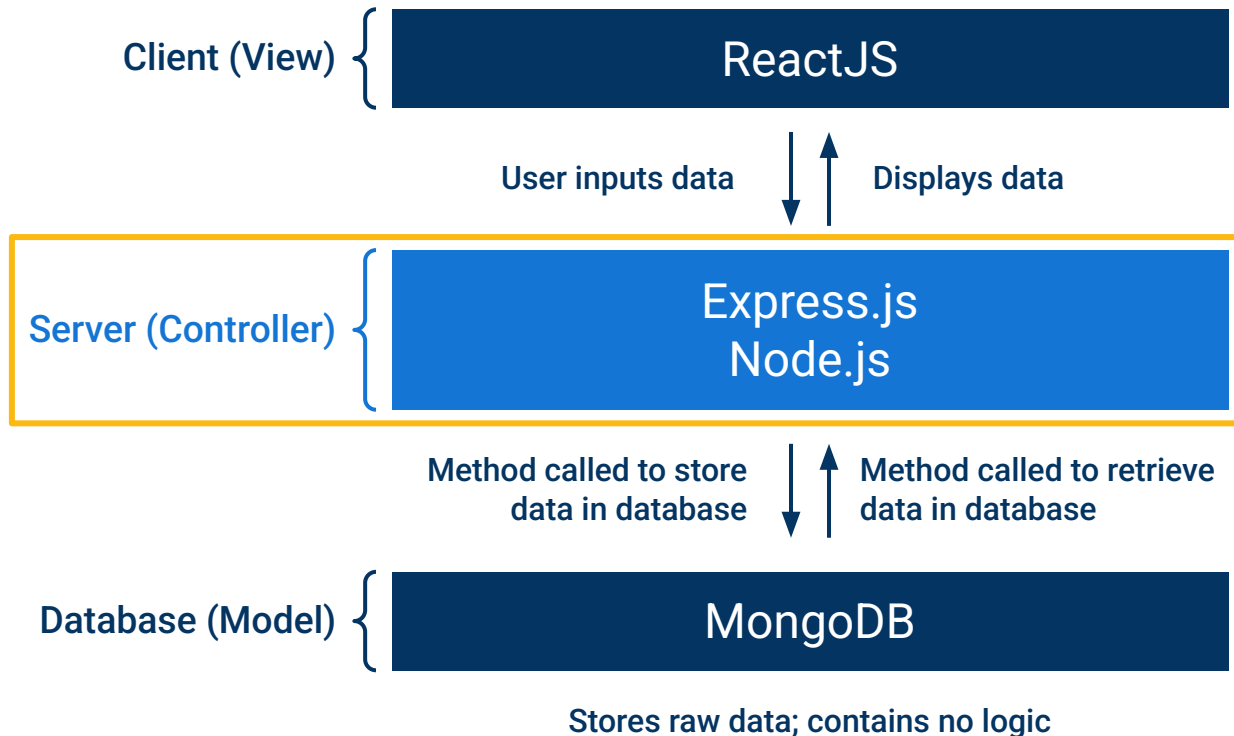 Client (View)
ReactJS
User inputs data
Displays data
Server (Controller)
Express.js
Node.js
Method called to store
data in database
Method called to retrieve
data in database
Database (Model)
MongoDB
Stores raw data; contains no logic